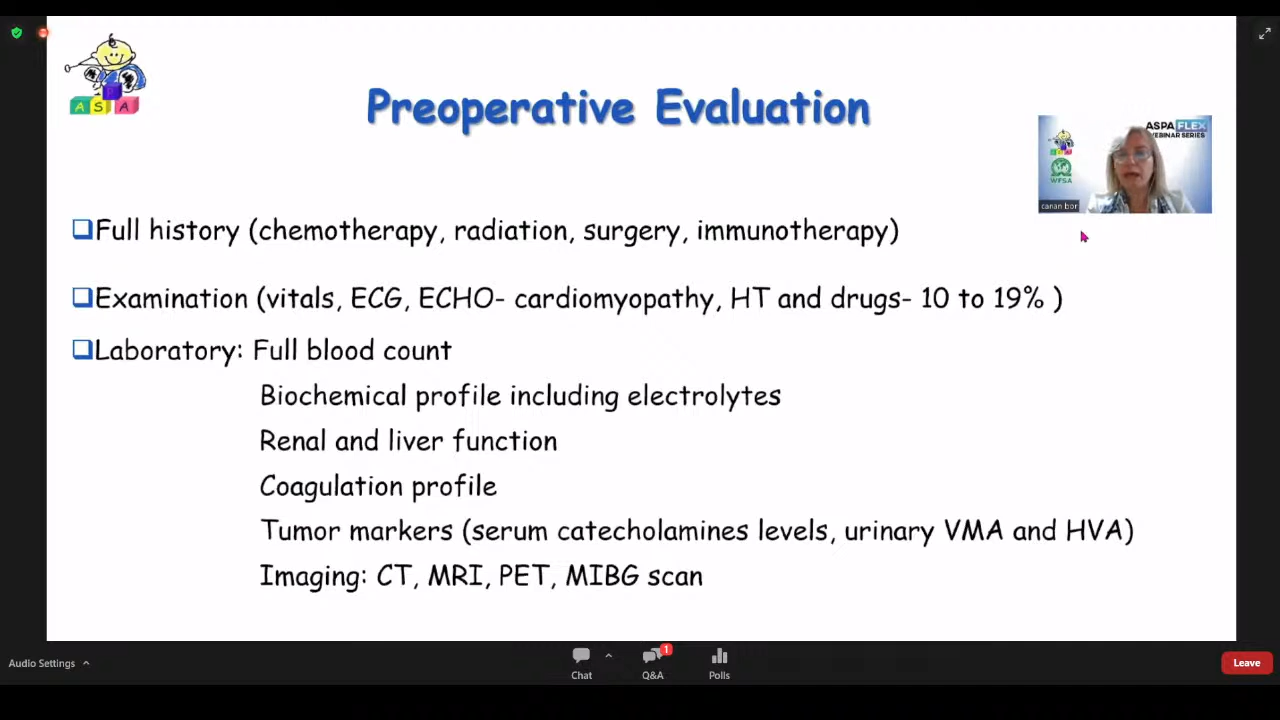 A S P A
Preoperative Evaluation
ASPA FLEX
WEBINAR SERIES
WFSA
canan bor
Full history (chemotherapy, radiation, surgery, immunotherapy)
Examination (vitals, ECG, ECHO- cardiomyopathy, HT and drugs- 10 to 19% )
Laboratory: Full blood count
Biochemical profile including electrolytes
Renal and liver function
Coagulation profile
Tumor markers (serum catecholamines levels, urinary VMA and HVA)
Imaging: CT, MRI, PET, MIBG scan
Audio Settings
Chat
1
Q&A
Polls
Leave